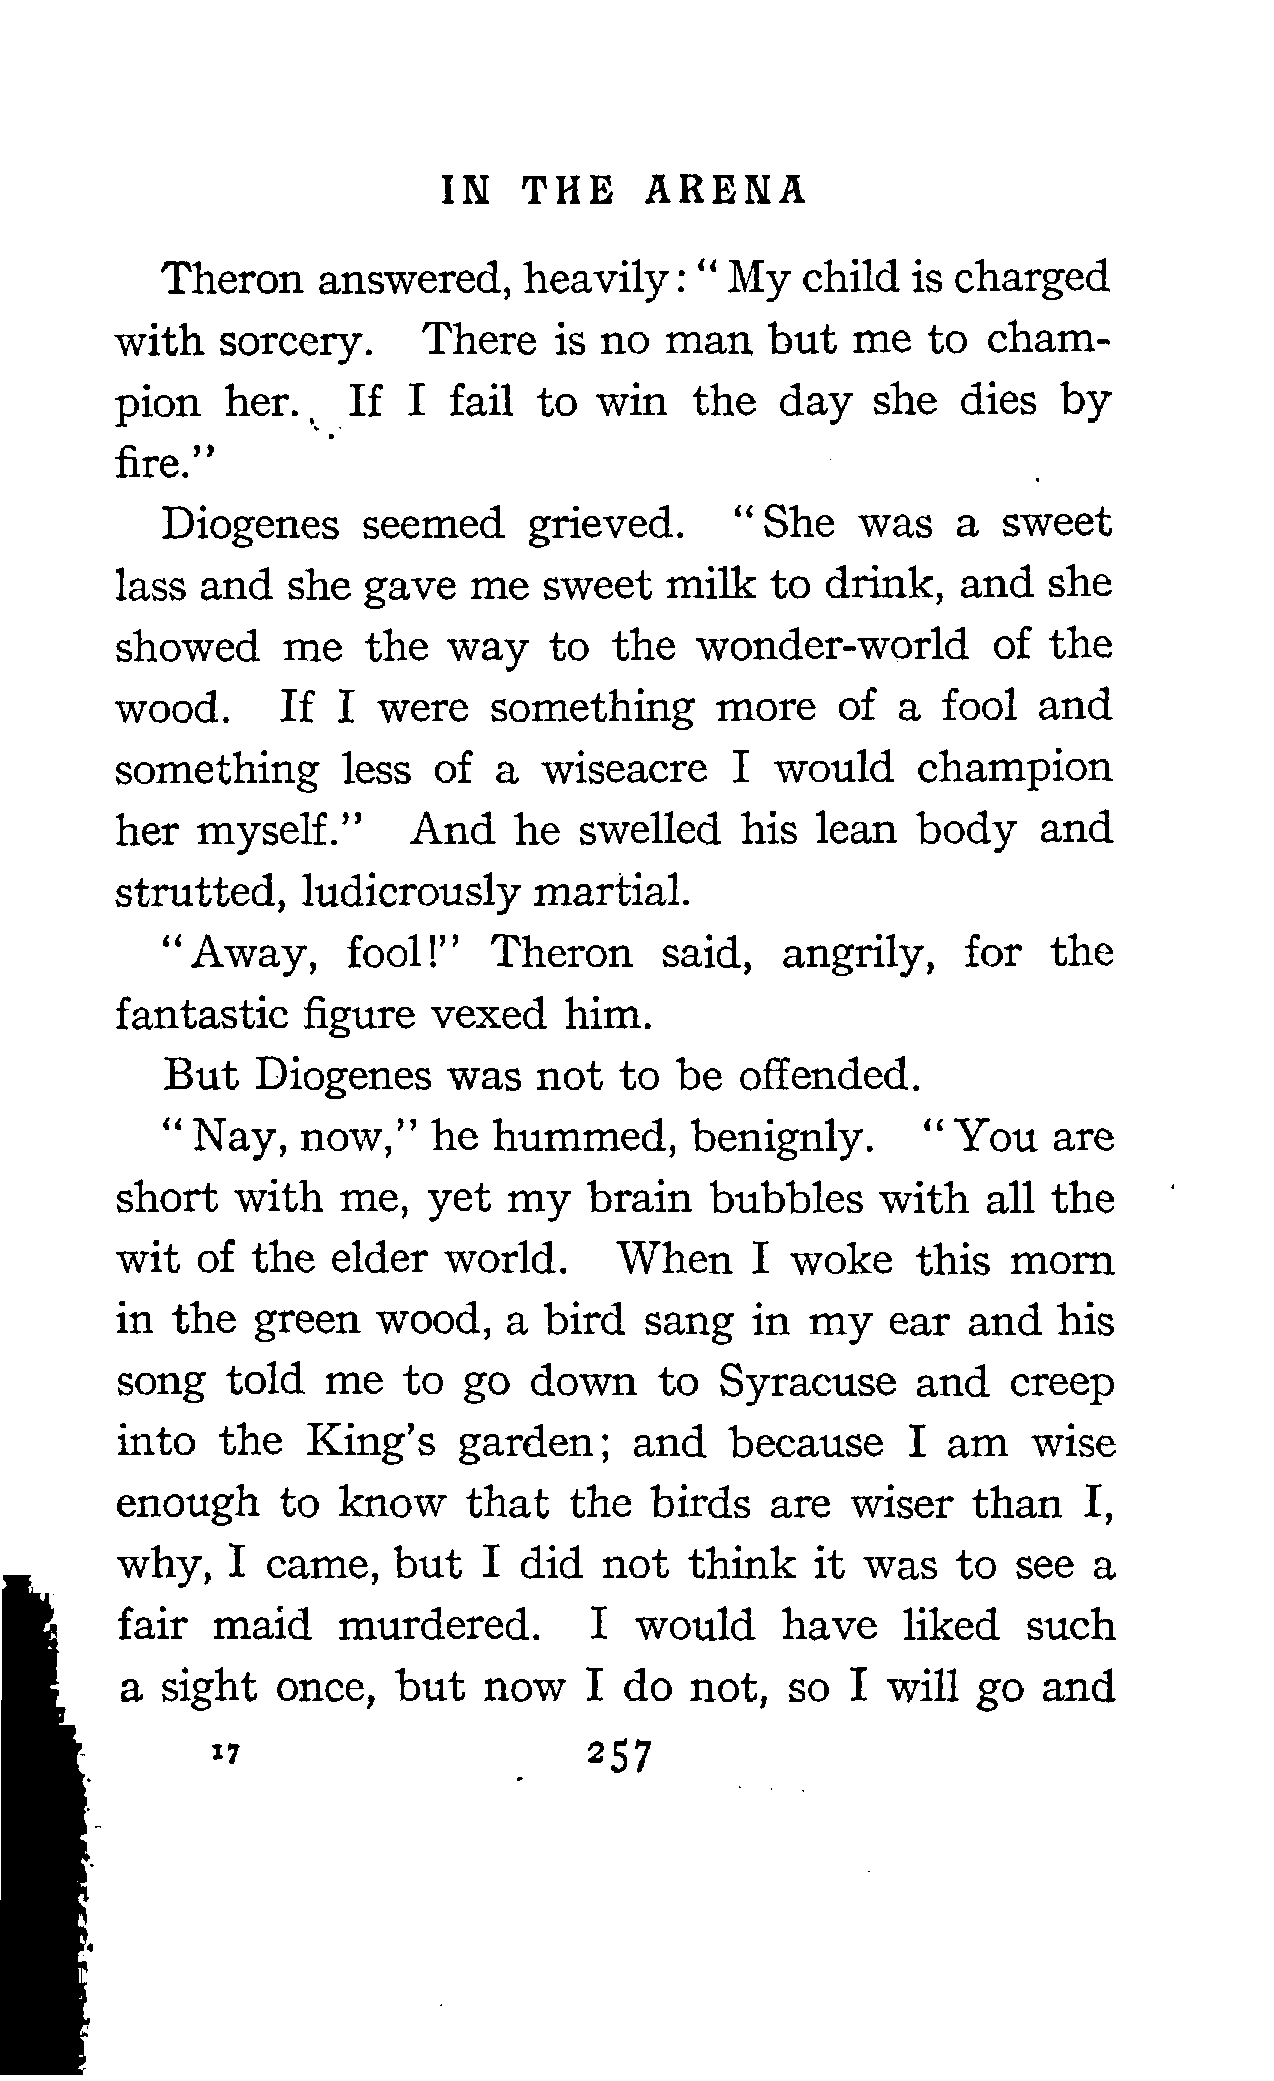 IN THE ARENA
Theron answered, heavily: "My child is charged
with sorcery. There is no man but me to cham-
pion her. If I fail to win the day she dies by
fire."
Diogenes seemed grieved. "She was a sweet
lass and she gave me sweet milk to drink, and she
showed me the way to the wonder-world of the
wood. If I were something more of a fool and
something less of a wiseacre I would champion
her myself." And he swelled his lean body and
strutted, ludicrously martial.
"Away, fool!" Theron said, angrily, for the
fantastic figure vexed him.
But Diogenes was not to be offended.
"Nay, now," he hummed, benignly. "You are
short with me, yet my brain bubbles with all the
wit of the elder world. When I woke this morn
in the green wood, a bird sang in my ear and his
song told me to go down to Syracuse and creep
into the King's garden; and because I am wise
enough to know that the birds are wiser than I,
why, I came, but I did not think it was to see a
fair maid murdered. I would have liked such
a sight once, but now I do not, so I will go and
17 257